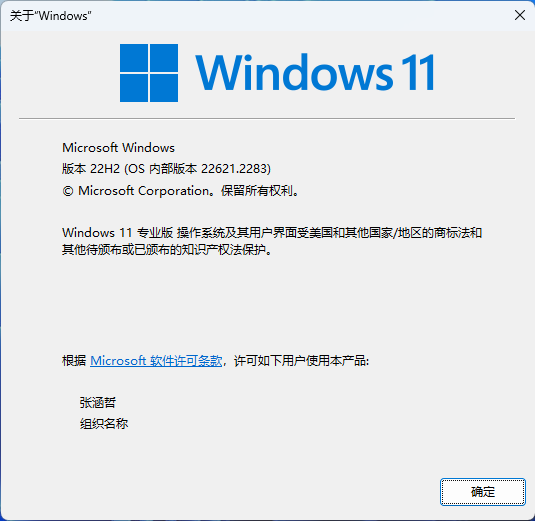 关于“Windows”
Windows 11
Microsoft Windows
版本 22H2 (OS 内部版本 22621.2283)
© Microsoft Corporation。保留所有权利。
Windows 11 专业版 操作系统及其用户界面受美国和其他国家/地区的商标法和
其他待颁布或已颁布的知识产权法保护。
根据 Microsoft 软件许可条款，许可如下用户使用本产品:
张涵哲
组织名称
确定